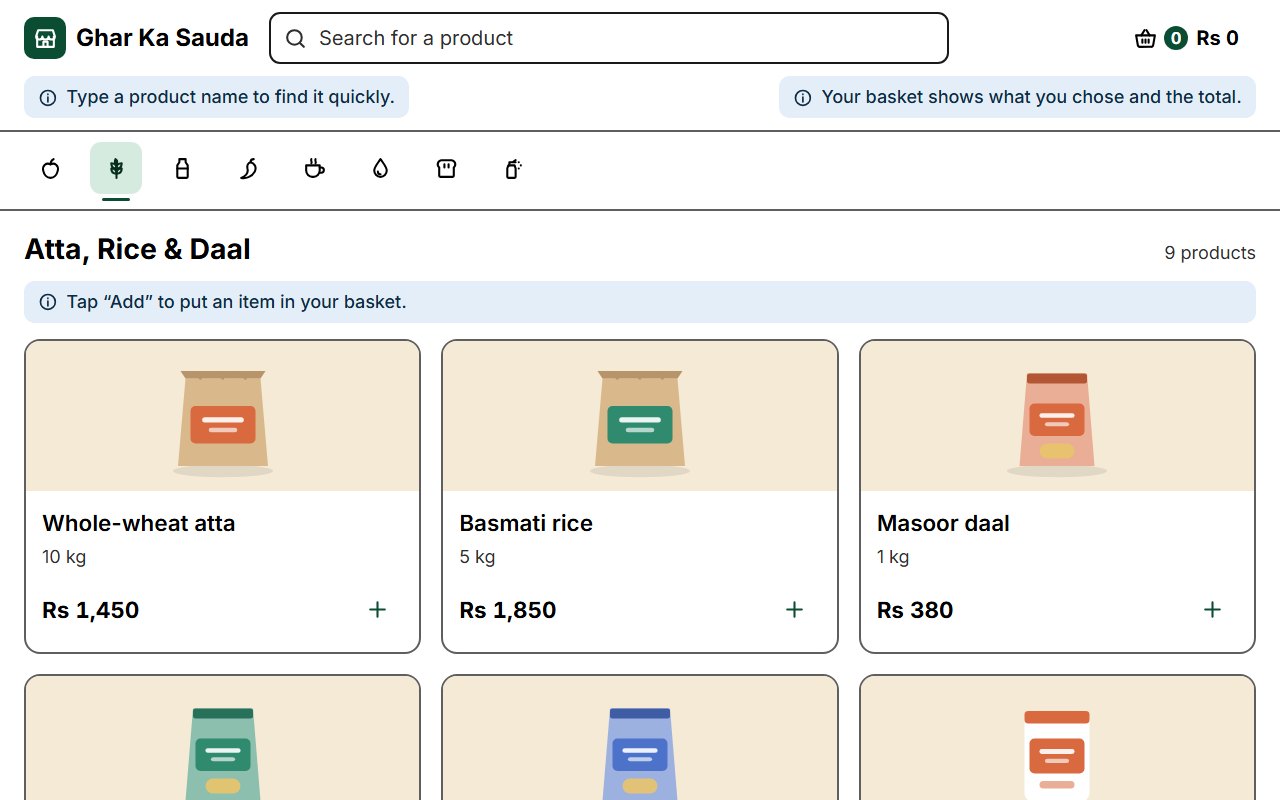 Ghar Ka Sauda
Search for a product
0 Rs 0
Type a product name to find it quickly.
Your basket shows what you chose and the total.
Atta, Rice & Daal
9 products
Tap “Add” to put an item in your basket.
Whole-wheat atta
10 kg
Rs 1,450
Basmati rice
5 kg
Rs 1,850
Masoor daal
1 kg
Rs 380